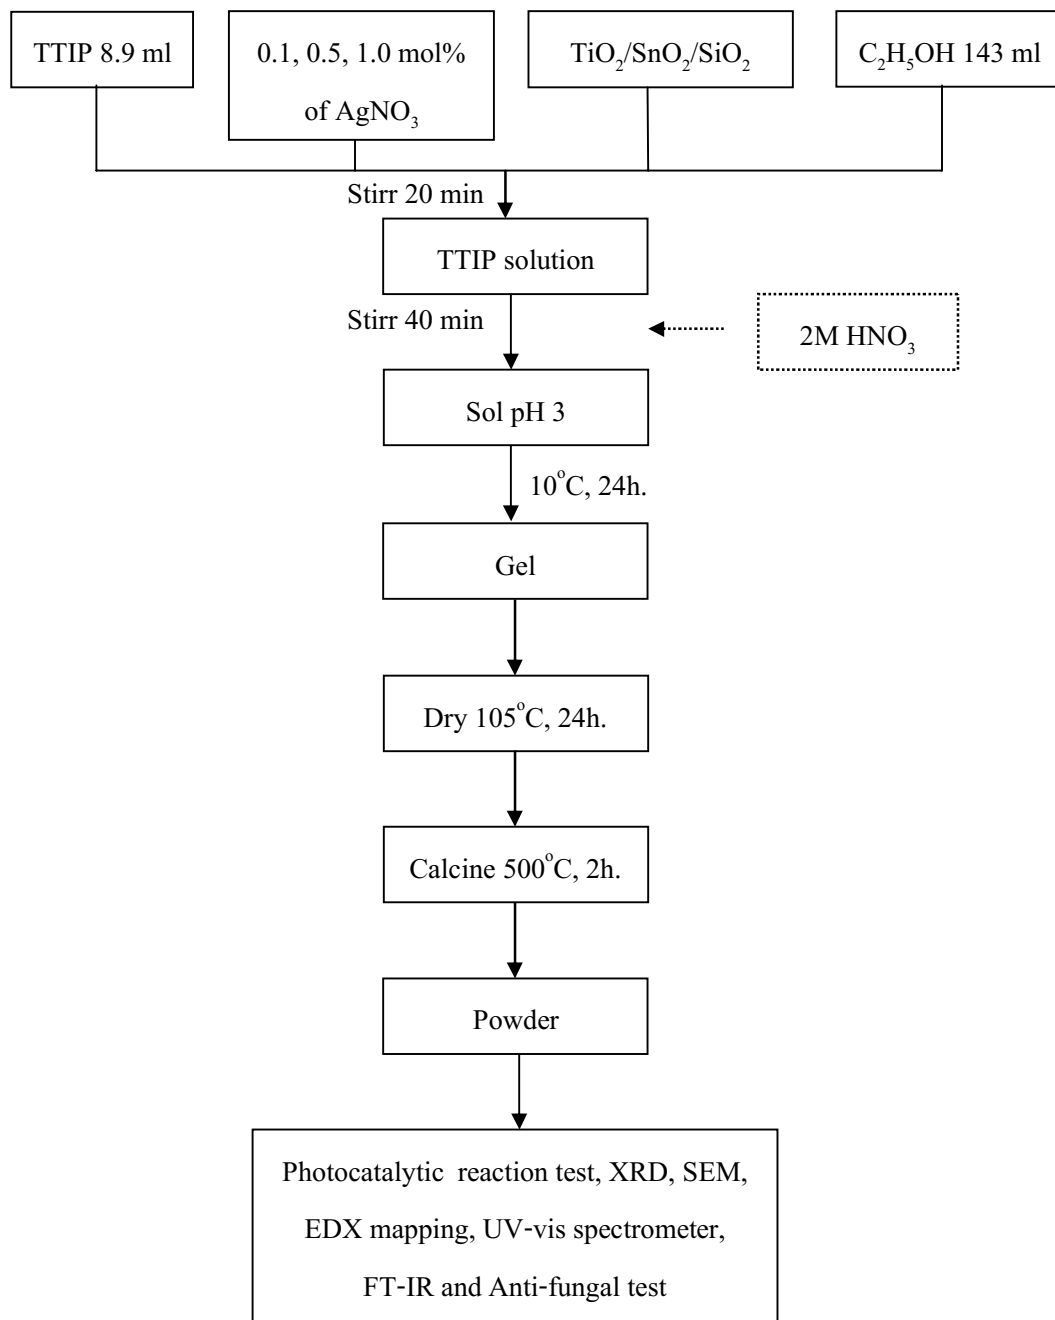 TTIP 8.9 ml
0.1, 0.5, 1.0 mol%
of AgNO₃
TiO₂/SnO₂/SiO₂
C₂H₅OH 143 ml
Stirr 20 min
TTIP solution
Stirr 40 min
2M HNO₃
Sol pH 3
10°C, 24h.
Gel
Dry 105°C, 24h.
Calcine 500°C, 2h.
Powder
Photocatalytic reaction test, XRD, SEM,
EDX mapping, UV-vis spectrometer,
FT-IR and Anti-fungal test